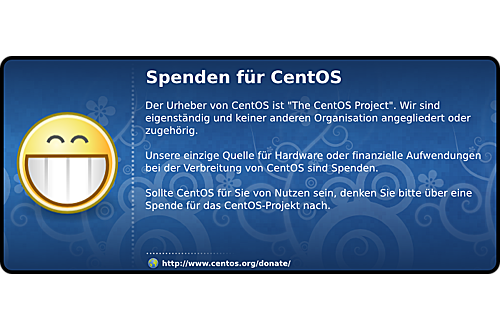 Spenden für CentOS
Der Urheber von CentOS ist "The CentOS Project". Wir sind
eigenständig und keiner anderen Organisation angegliedert oder
zugehörig.
Unsere einzige Quelle für Hardware oder finanzielle Aufwendungen
bei der Verbreitung von CentOS sind Spenden.
Sollte CentOS für Sie von Nutzen sein, denken Sie bitte über eine
Spende für das CentOS-Projekt nach.
http://www.centos.org/donate/